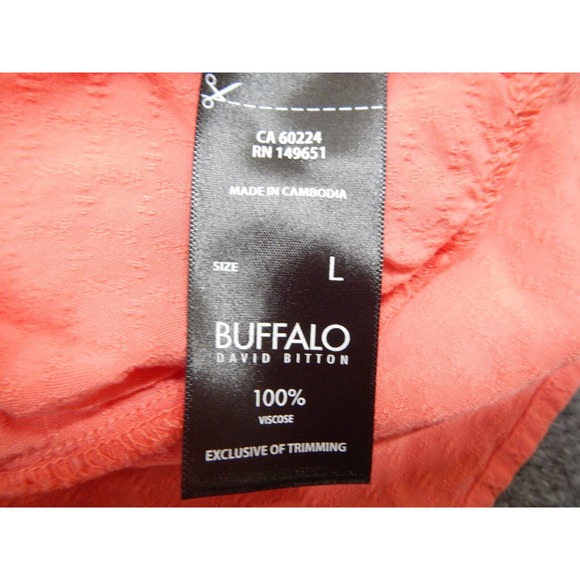 CA 60224
RN 149651
MADE IN CAMBODIA
SIZE L
BUFFALO
DAVID BITTON
100%
VISCOSE
EXCLUSIVE OF TRIMMING